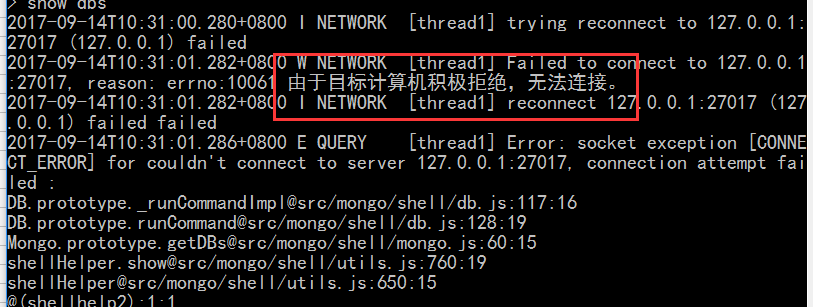 > show dbs
2017-09-14T10:31:00.280+0800 I NETWORK  [thread1] trying reconnect to 127.0.0.1:
27017 (127.0.0.1) failed
2017-09-14T10:31:01.282+0800 W NETWORK  [thread1] Failed to connect to 127.0.0.1
:27017, reason: errno:10061 由于目标计算机积极拒绝，无法连接。
2017-09-14T10:31:01.282+0800 I NETWORK  [thread1] reconnect 127.0.0.1:27017 (127
.0.0.1) failed failed
2017-09-14T10:31:01.286+0800 E QUERY    [thread1] Error: socket exception [CONNE
CT_ERROR] for couldn't connect to server 127.0.0.1:27017, connection attempt fai
led :
DB.prototype._runCommandImpl@src/mongo/shell/db.js:117:16
DB.prototype.runCommand@src/mongo/shell/db.js:128:19
Mongo.prototype.getDBs@src/mongo/shell/mongo.js:60:15
shellHelper.show@src/mongo/shell/utils.js:760:19
shellHelper@src/mongo/shell/utils.js:650:15
@(shellhelp2):1:1